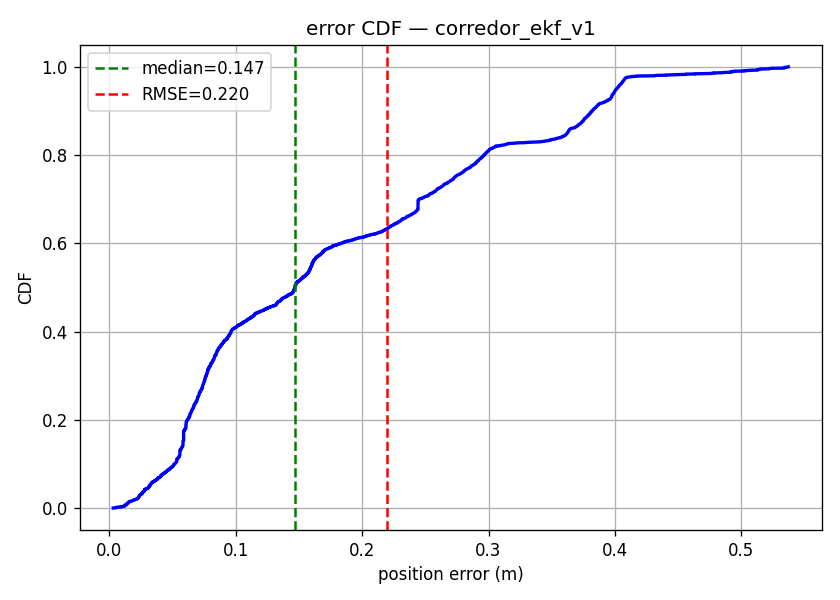 error CDF — corredor_ekf_v1
median=0.147
RMSE=0.220
1.0
0.8
0.6
0.4
0.2
0.0
CDF
0.0 0.1 0.2 0.3 0.4 0.5
position error (m)